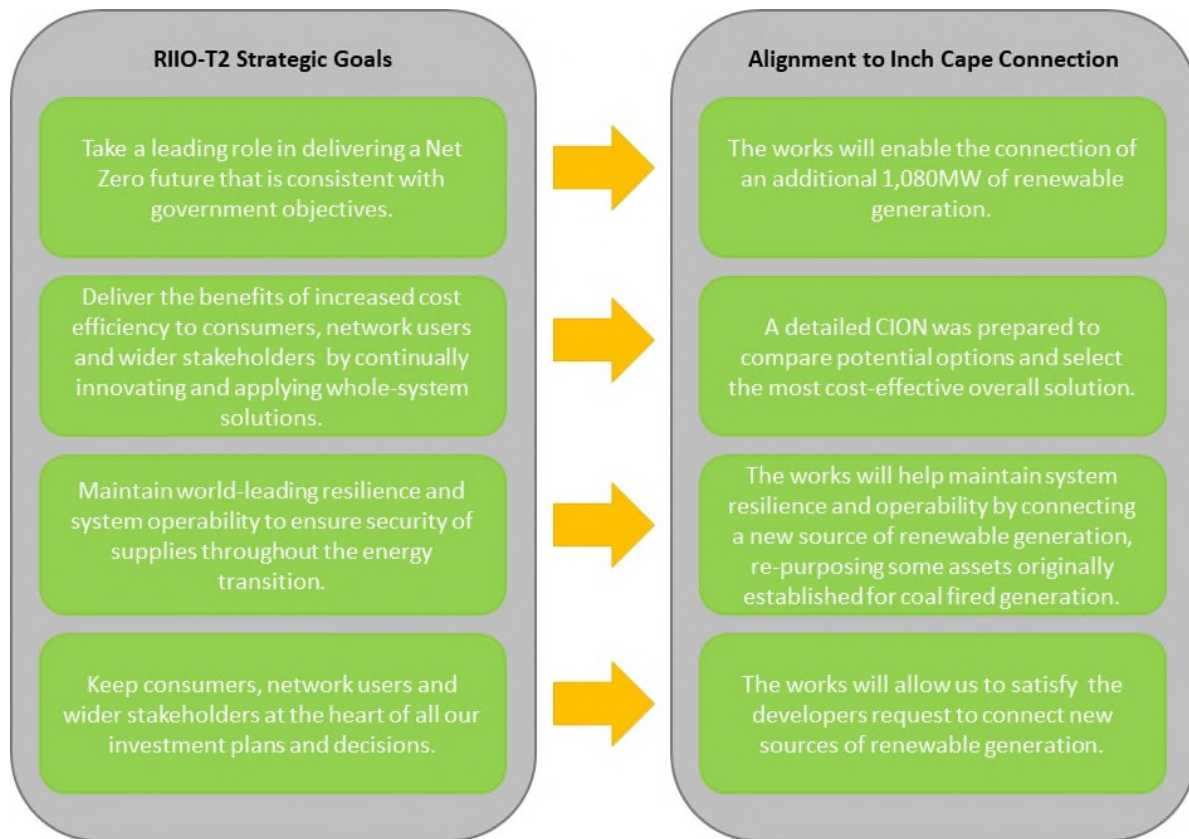 RIIO-T2 Strategic Goals
Take a leading role in delivering a Net
Zero future that is consistent with
government objectives.
Deliver the benefits of increased cost
efficiency to consumers, network users
and wider stakeholders by continually
innovating and applying whole-system
solutions.
Maintain world-leading resilience and
system operability to ensure security of
supplies throughout the energy
transition.
Keep consumers, network users and
wider stakeholders at the heart of all our
investment plans and decisions.
Alignment to Inch Cape Connection
The works will enable the connection of
an additional 1,080MW of renewable
generation.
A detailed CION was prepared to
compare potential options and select
the most cost-effective overall solution.
The works will help maintain system
resilience and operability by connecting
a new source of renewable generation,
re-purposing some assets originally
established for coal fired generation.
The works will allow us to satisfy the
developers request to connect new
sources of renewable generation.